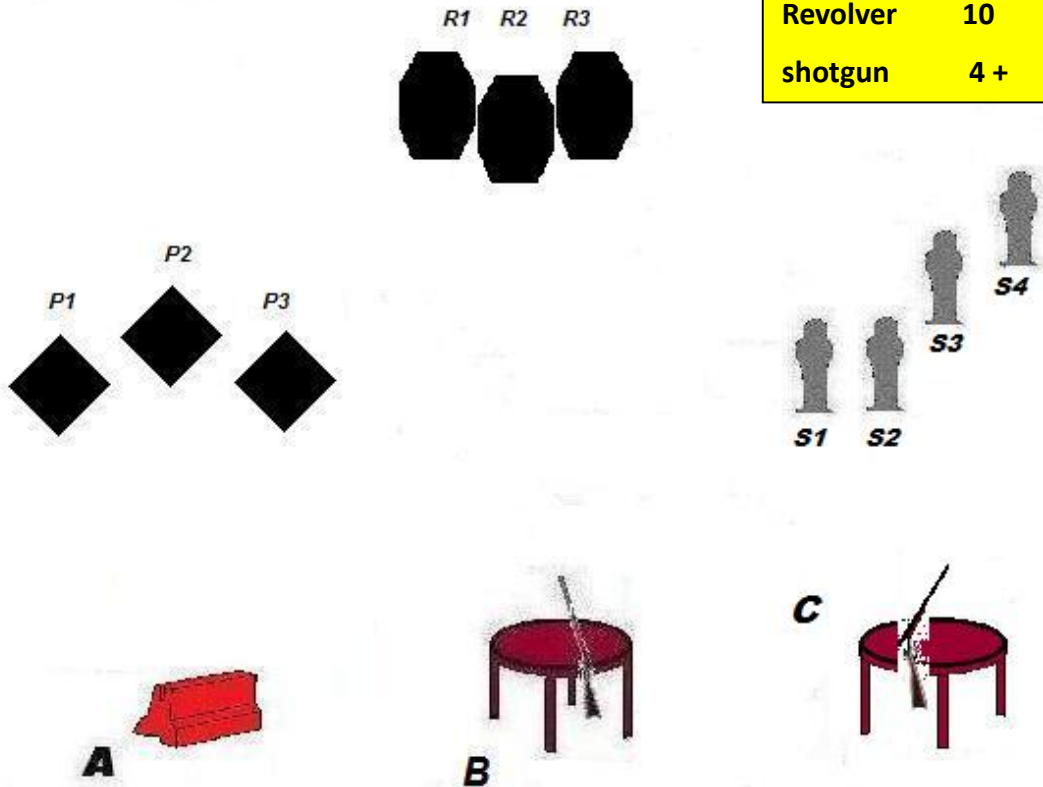 R1 R2 R3
Revolver 10
shotgun 4 +
P2
P1 P3
S4
S3
S1 S2
C
A
B